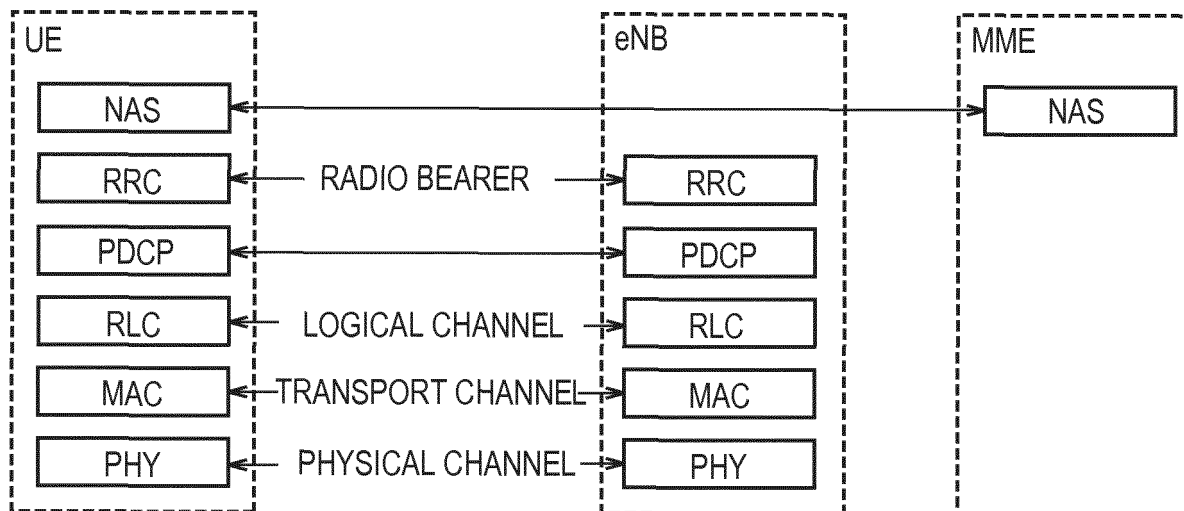 UE
eNB
MME
NAS
NAS
RRC
RADIO BEARER
RRC
PDCP
PDCP
RLC
LOGICAL CHANNEL
RLC
MAC
TRANSPORT CHANNEL
MAC
PHY
PHYSICAL CHANNEL
PHY